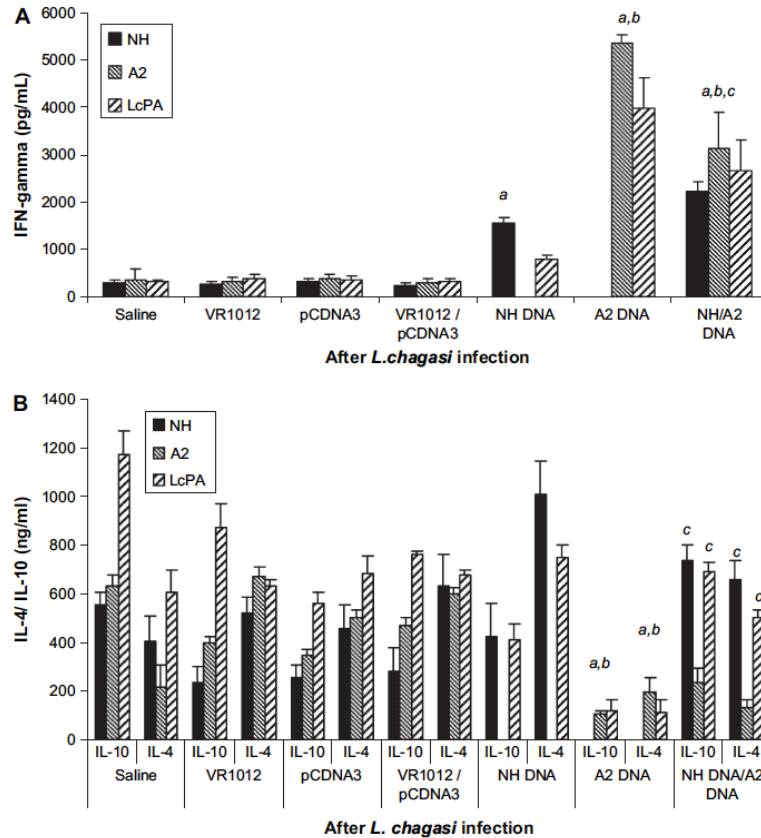 A
6000
5000
4000
3000
2000
1000
0
IFN-gamma (pg/mL)
NH
A2
LcPA
a
a,b
a,b,c
Saline VR1012 pCDNA3 VR1012 / NH DNA A2 DNA NH/A2
pCDNA3 DNA
After L.chagasi infection
B
1400
1200
1000
800
600
400
200
0
IL-4/ IL-10 (ng/ml)
NH
A2
LcPA
a,b
a,b
c
c
c
c
IL-10 IL-4 IL-10 IL-4 IL-10 IL-4 IL-10 IL-4 IL-10 IL-4 IL-10 IL-4 IL-10 IL-4
Saline VR1012 pCDNA3 VR1012 / NH DNA A2 DNA NH DNA/A2
pCDNA3 DNA
After L. chagasi infection